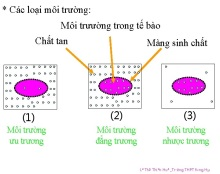 * Các loại môi trường:
Môi trường trong tế bào
Chất tan
Màng sinh chất
(1)
(2)
(3)
Môi trường
ưu trương
Môi trường
đẳng trương
Môi trường
nhược trương